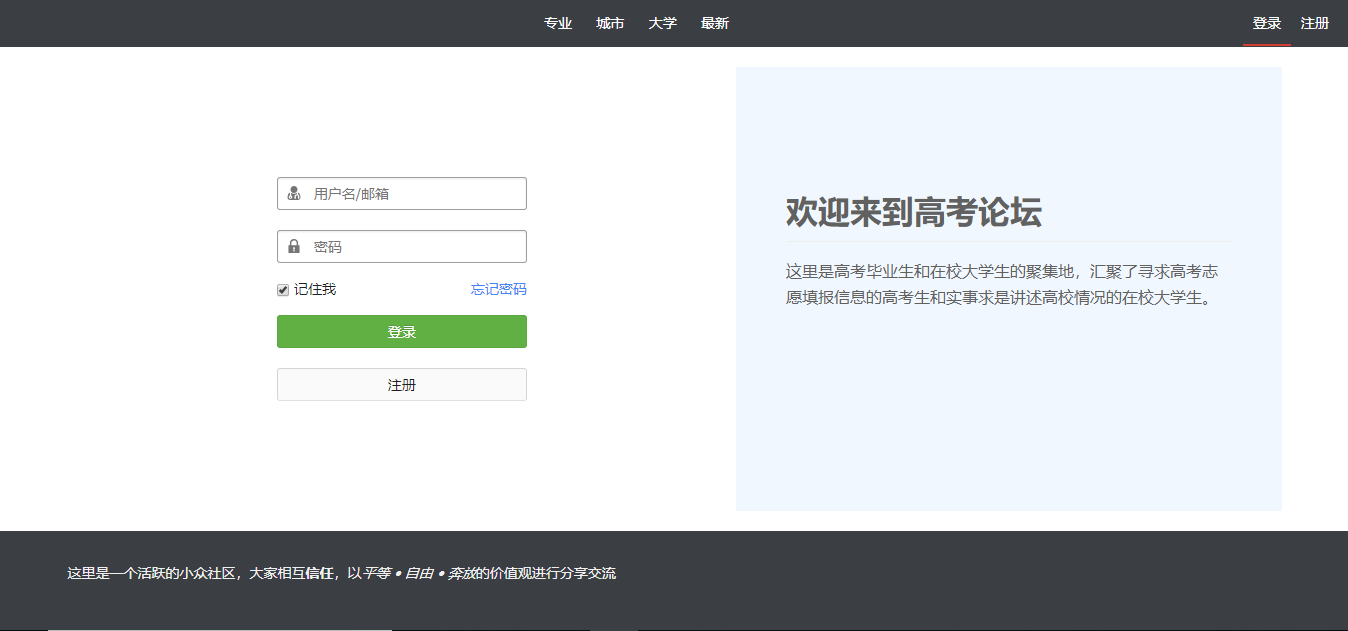 专业 城市 大学 最新 登录 注册
用户名/邮箱
密码
记住我 忘记密码
登录
注册
欢迎来到高考论坛
这里是高考毕业生和在校大学生的聚集地，汇聚了寻求高考志
愿填报信息的高考生和实事求是讲述高校情况的在校大学生。
这里是一个活跃的小众社区，大家相互信任，以平等 • 自由 • 奔放的价值观进行分享交流